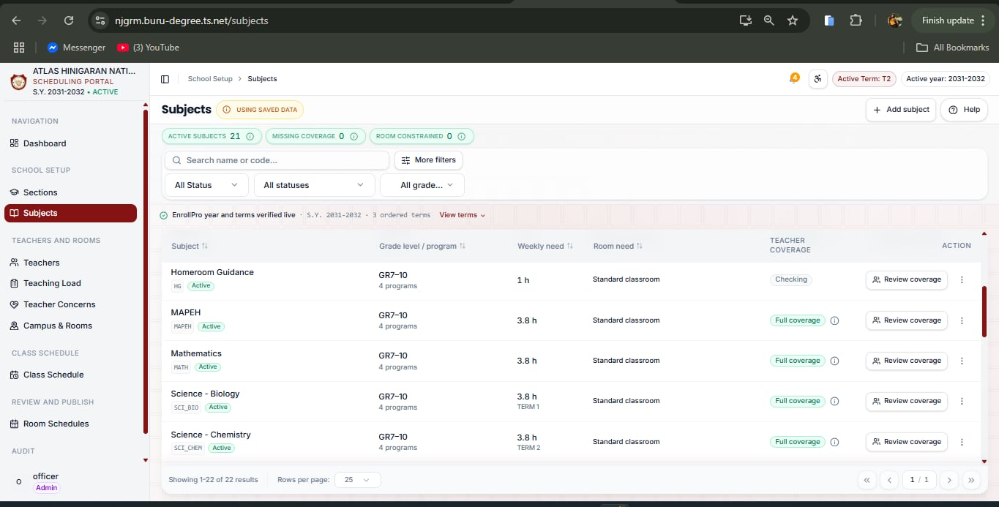 njgrm.buru-degree.ts.net/subjects
Finish update
Messenger
(3) YouTube
All Bookmarks
ATLAS HINIGARAN NATI...
SCHEDULING PORTAL
S.Y. 2031-2032 • ACTIVE
NAVIGATION
Dashboard
SCHOOL SETUP
Sections
Subjects
TEACHERS AND ROOMS
Teachers
Teaching Load
Teacher Concerns
Campus & Rooms
CLASS SCHEDULE
Class Schedule
REVIEW AND PUBLISH
Room Schedules
AUDIT
O
officer
Admin
School Setup > Subjects
4
Active Term: T2
Active year: 2031-2032
Subjects
USING SAVED DATA
+ Add subject
Help
ACTIVE SUBJECTS 21
MISSING COVERAGE 0
ROOM CONSTRAINED 0
Search name or code...
More filters
All Status
All statuses
All grade...
EnrollPro year and terms verified live · S.Y. 2031-2032 · 3 ordered terms View terms
Subject
Grade level / program
Weekly need
Room need
TEACHER COVERAGE
ACTION
Homeroom Guidance
HG Active
GR7–10
4 programs
1 h
Standard classroom
Checking
Review coverage
MAPEH
MAPEH Active
GR7–10
4 programs
3.8 h
Standard classroom
Full coverage
Review coverage
Mathematics
MATH Active
GR7–10
4 programs
3.8 h
Standard classroom
Full coverage
Review coverage
Science - Biology
SCI_BIO Active
GR7–10
4 programs
3.8 h
TERM 1
Standard classroom
Full coverage
Review coverage
Science - Chemistry
SCI_CHEM Active
GR7–10
4 programs
3.8 h
TERM 2
Standard classroom
Full coverage
Review coverage
Showing 1-22 of 22 results
Rows per page: 25
1 / 1